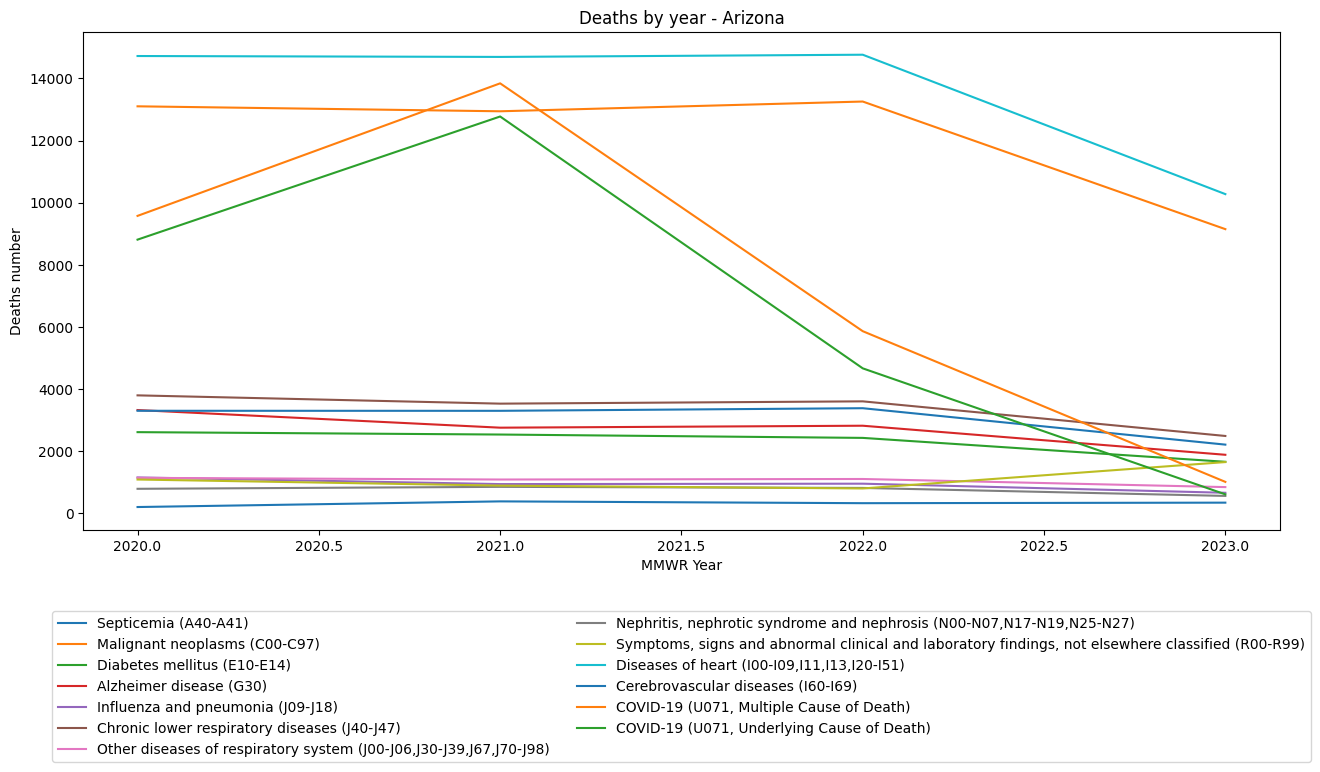 Deaths by year - Arizona
14000
12000
10000
8000
6000
4000
2000
0
Deaths number
2020.0 2020.5 2021.0 2021.5 2022.0 2022.5 2023.0
MMWR Year
Septicemia (A40-A41)
Malignant neoplasms (C00-C97)
Diabetes mellitus (E10-E14)
Alzheimer disease (G30)
Influenza and pneumonia (J09-J18)
Chronic lower respiratory diseases (J40-J47)
Other diseases of respiratory system (J00-J06,J30-J39,J67,J70-J98)
Nephritis, nephrotic syndrome and nephrosis (N00-N07,N17-N19,N25-N27)
Symptoms, signs and abnormal clinical and laboratory findings, not elsewhere classified (R00-R99)
Diseases of heart (I00-I09,I11,I13,I20-I51)
Cerebrovascular diseases (I60-I69)
COVID-19 (U071, Multiple Cause of Death)
COVID-19 (U071, Underlying Cause of Death)